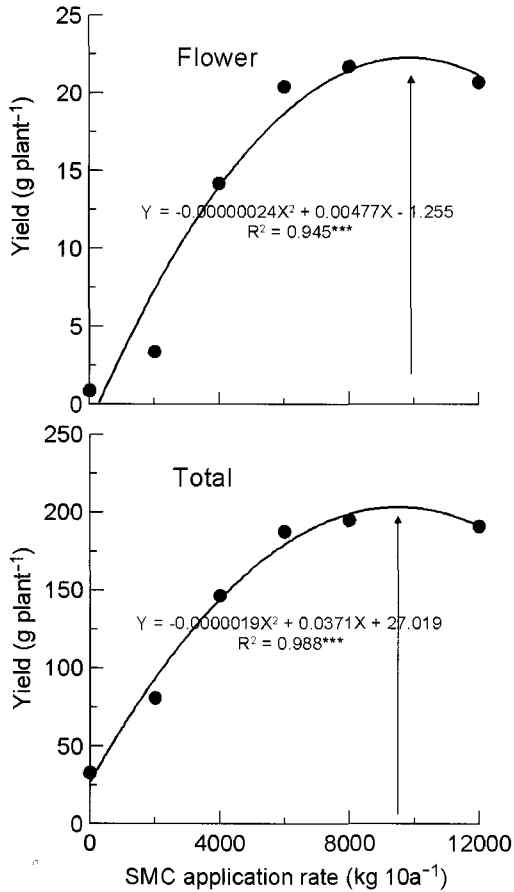 25
Flower
20
15
Y = -0.00000024X² + 0.00477X - 1.255
R² = 0.945***
10
5
0
Yield (g plant⁻¹)
250
Total
200
150
Y = -0.0000019X² + 0.0371X + 27.019
R² = 0.988***
100
50
0
Yield (g plant⁻¹)
0 4000 8000 12000
SMC application rate (kg 10a⁻¹)